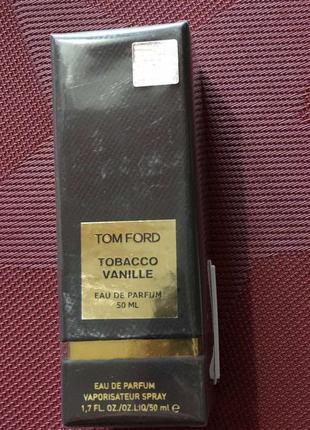 TOM FORD
TOBACCO
VANILLE
EAU DE PARFUM
50 ML
EAU DE PARFUM
VAPORISATEUR SPRAY
1,7 FL. OZ./OZ.LIQ/50 ml e